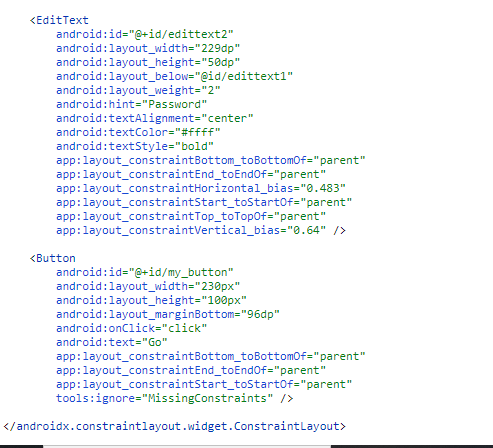 <EditText
android:id="@+id/edittext2"
android:layout_width="229dp"
android:layout_height="50dp"
android:layout_below="@id/edittext1"
android:layout_weight="2"
android:hint="Password"
android:textAlignment="center"
android:textColor="#ffff"
android:textStyle="bold"
app:layout_constraintBottom_toBottomOf="parent"
app:layout_constraintEnd_toEndOf="parent"
app:layout_constraintHorizontal_bias="0.483"
app:layout_constraintStart_toStartOf="parent"
app:layout_constraintTop_toTopOf="parent"
app:layout_constraintVertical_bias="0.64" />
<Button
android:id="@+id/my_button"
android:layout_width="230px"
android:layout_height="100px"
android:layout_marginBottom="96dp"
android:onClick="click"
android:text="Go"
app:layout_constraintBottom_toBottomOf="parent"
app:layout_constraintEnd_toEndOf="parent"
app:layout_constraintStart_toStartOf="parent"
tools:ignore="MissingConstraints" />
</androidx.constraintlayout.widget.ConstraintLayout>